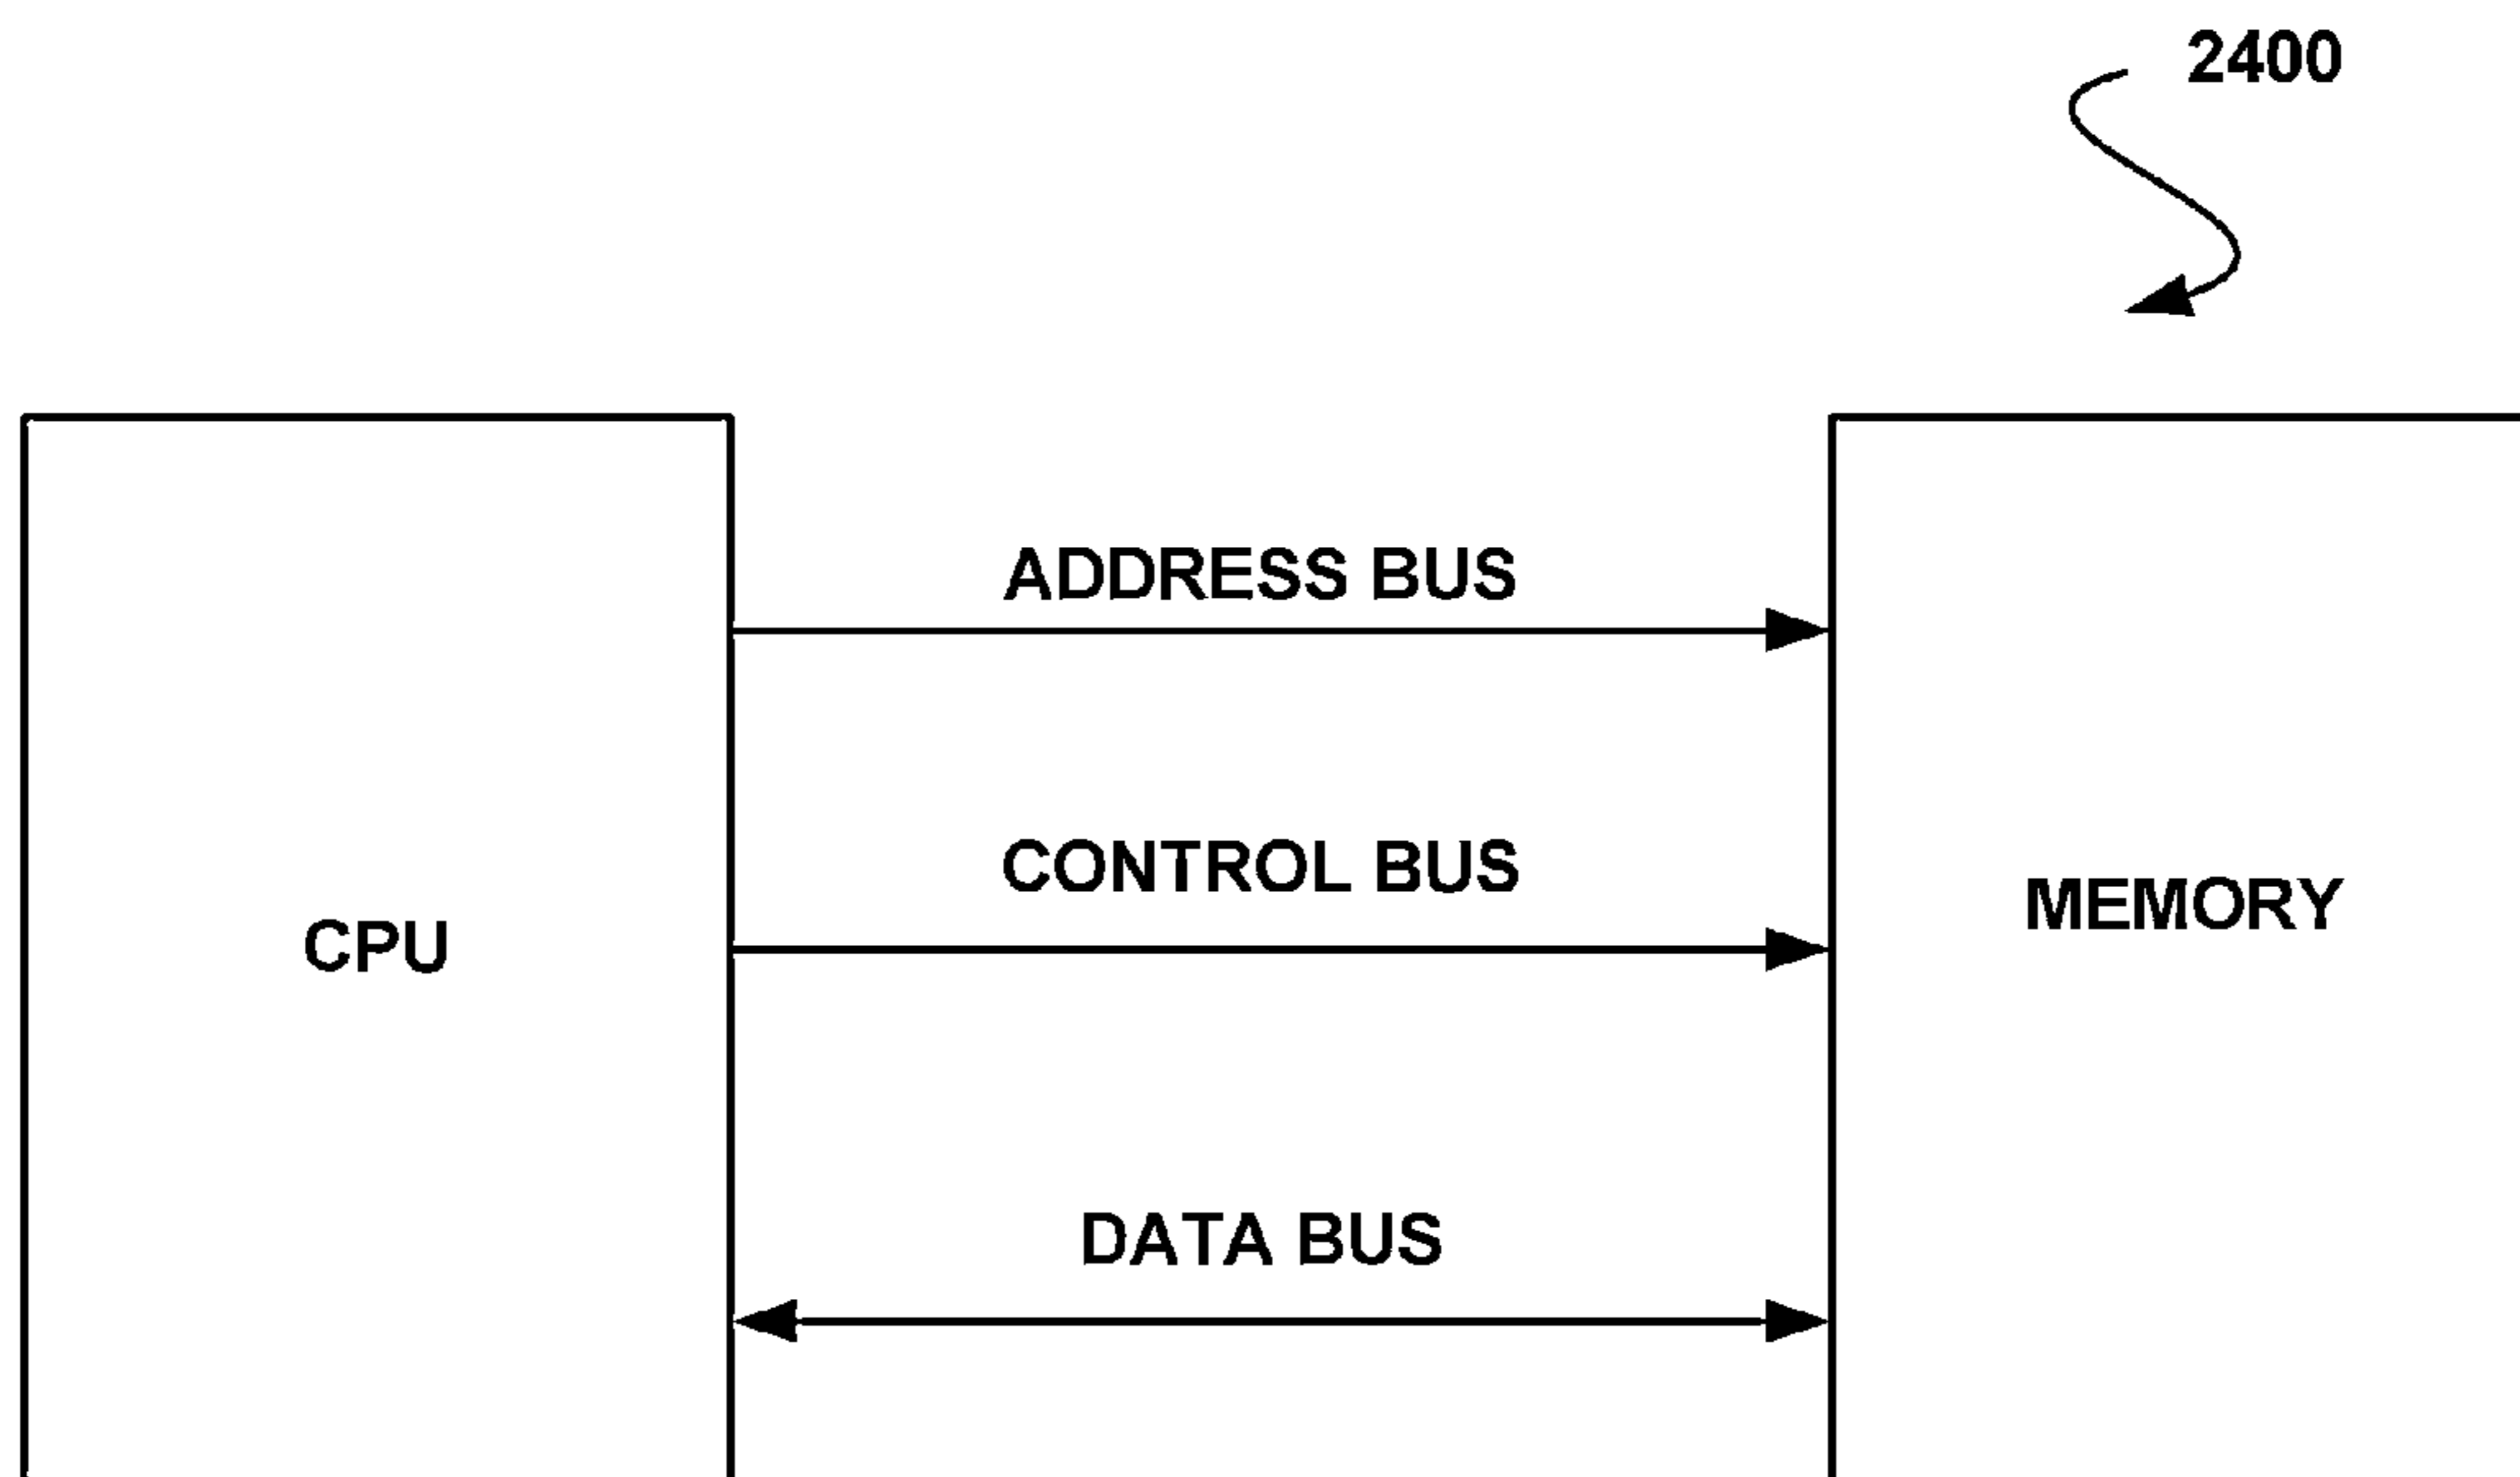 2400
ADDRESS BUS
CONTROL BUS
CPU
MEMORY
DATA BUS